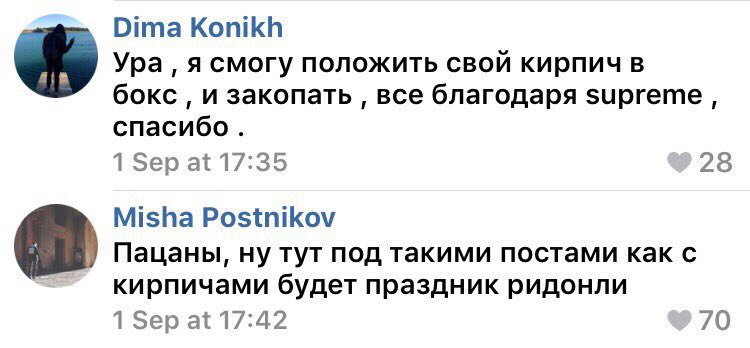 Dima Konikh
Ура , я смогу положить свой кирпич в
бокс , и закопать , все благодаря supreme ,
спасибо .
1 Sep at 17:35
28
Misha Postnikov
Пацаны, ну тут под такими постами как с
кирпичами будет праздник ридонли
1 Sep at 17:42
70